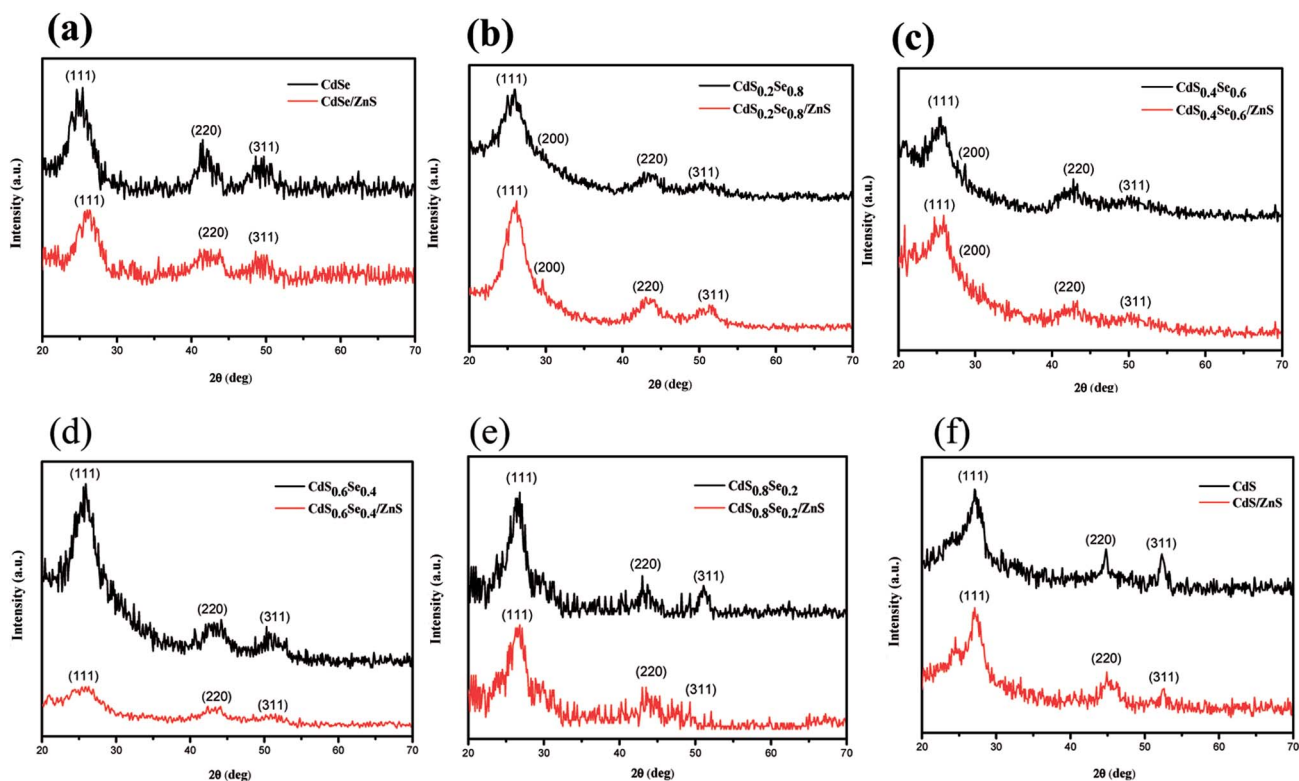 (a)
(111)
CdSe
CdSe/ZnS
(220)
(311)
(111)
(220)
(311)
Intensity (a.u.)
20 30 40 50 60 70
2θ (deg)
(b)
(111)
CdS0.2Se0.8
CdS0.2Se0.8/ZnS
(200)
(220)
(311)
(111)
(200)
(220)
(311)
Intensity (a.u.)
20 30 40 50 60 70
2θ (deg)
(c)
(111)
CdS0.4Se0.6
CdS0.4Se0.6/ZnS
(200)
(220)
(311)
(111)
(200)
(220)
(311)
Intensity (a.u.)
20 30 40 50 60 70
2θ (deg)
(d)
(111)
CdS0.6Se0.4
CdS0.6Se0.4/ZnS
(220)
(311)
(111)
(220)
(311)
Intensity (a.u.)
20 30 40 50 60 70
2θ (deg)
(e)
(111)
CdS0.8Se0.2
CdS0.8Se0.2/ZnS
(220)
(311)
(111)
(220)
(311)
Intensity (a.u.)
20 30 40 50 60 70
2θ (deg)
(f)
(111)
CdS
CdS/ZnS
(220)
(311)
(111)
(220)
(311)
Intensity (a.u.)
20 30 40 50 60 70
2θ (deg)